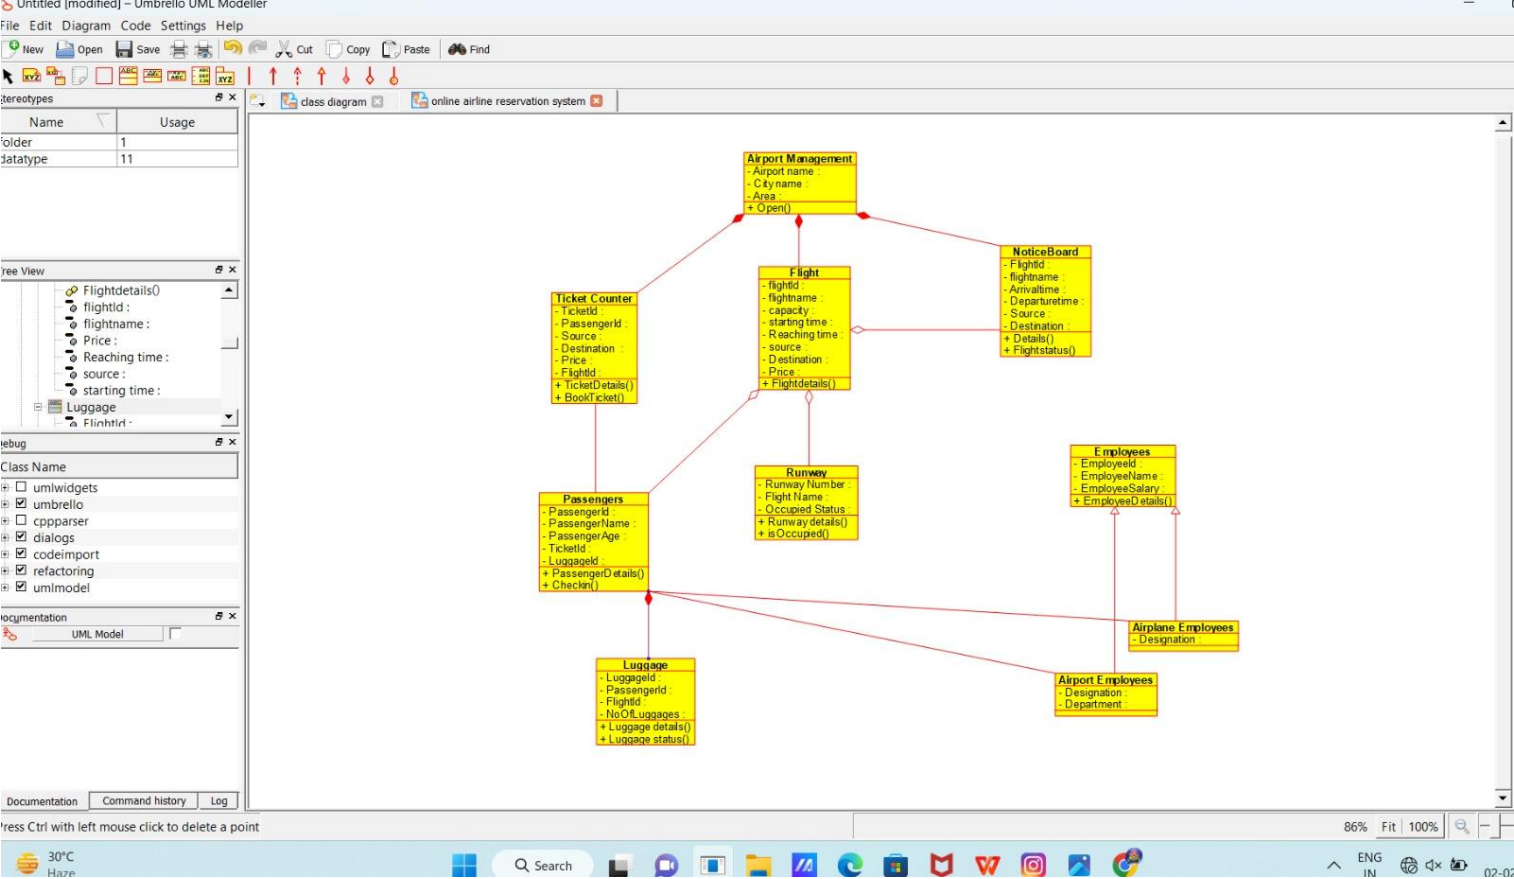 Untitled [modified] – Umbrello UML Modeller
File Edit Diagram Code Settings Help
New Open Save Cut Copy Paste Find
class diagram online airline reservation system
Name Usage
folder 1
datatype 11
Tree View
Flightdetails()
flightId :
flightname :
Price :
Reaching time :
source :
starting time :
Luggage
FlightId :
Class Name
umlwidgets
umbrello
cppparser
dialogs
codeimport
refactoring
umlmodel
UML Model
Documentation Command history Log
Press Ctrl with left mouse click to delete a point
86% Fit 100%
Airport Management
- Airport name :
- City name :
- Area :
+ Open()
Ticket Counter
- TicketId :
- PassengerId :
- Source :
- Destination :
- Price :
- FlightId :
+ TicketDetails()
+ BookTicket()
Flight
- flightId :
- flightname :
- capacity :
- starting time :
- Reaching time :
- source :
- Destination :
- Price :
+ Flightdetails()
NoticeBoard
- FlightId :
- flightname :
- Arrivaltime :
- Departuretime :
- Source :
- Destination :
+ Details()
+ Flightstatus()
Passengers
- PassengerId :
- PassengerName :
- PassengerAge :
- TicketId :
- LuggageId :
+ PassengerDetails()
+ Checkin()
Runway
- Runway Number :
- Flight Name :
- Occupied Status :
+ Runway details()
+ isOccupied()
Employees
- EmployeeId :
- EmployeeName :
- EmployeeSalary :
+ EmployeeDetails()
Airplane Employees
- Designation :
Airport Employees
- Designation :
- Department :
Luggage
- LuggageId :
- PassengerId :
- FlightId :
- NoOfLuggages :
+ Luggage details()
+ Luggage status()
30°C
Haze
Search
ENG
IN
02-02